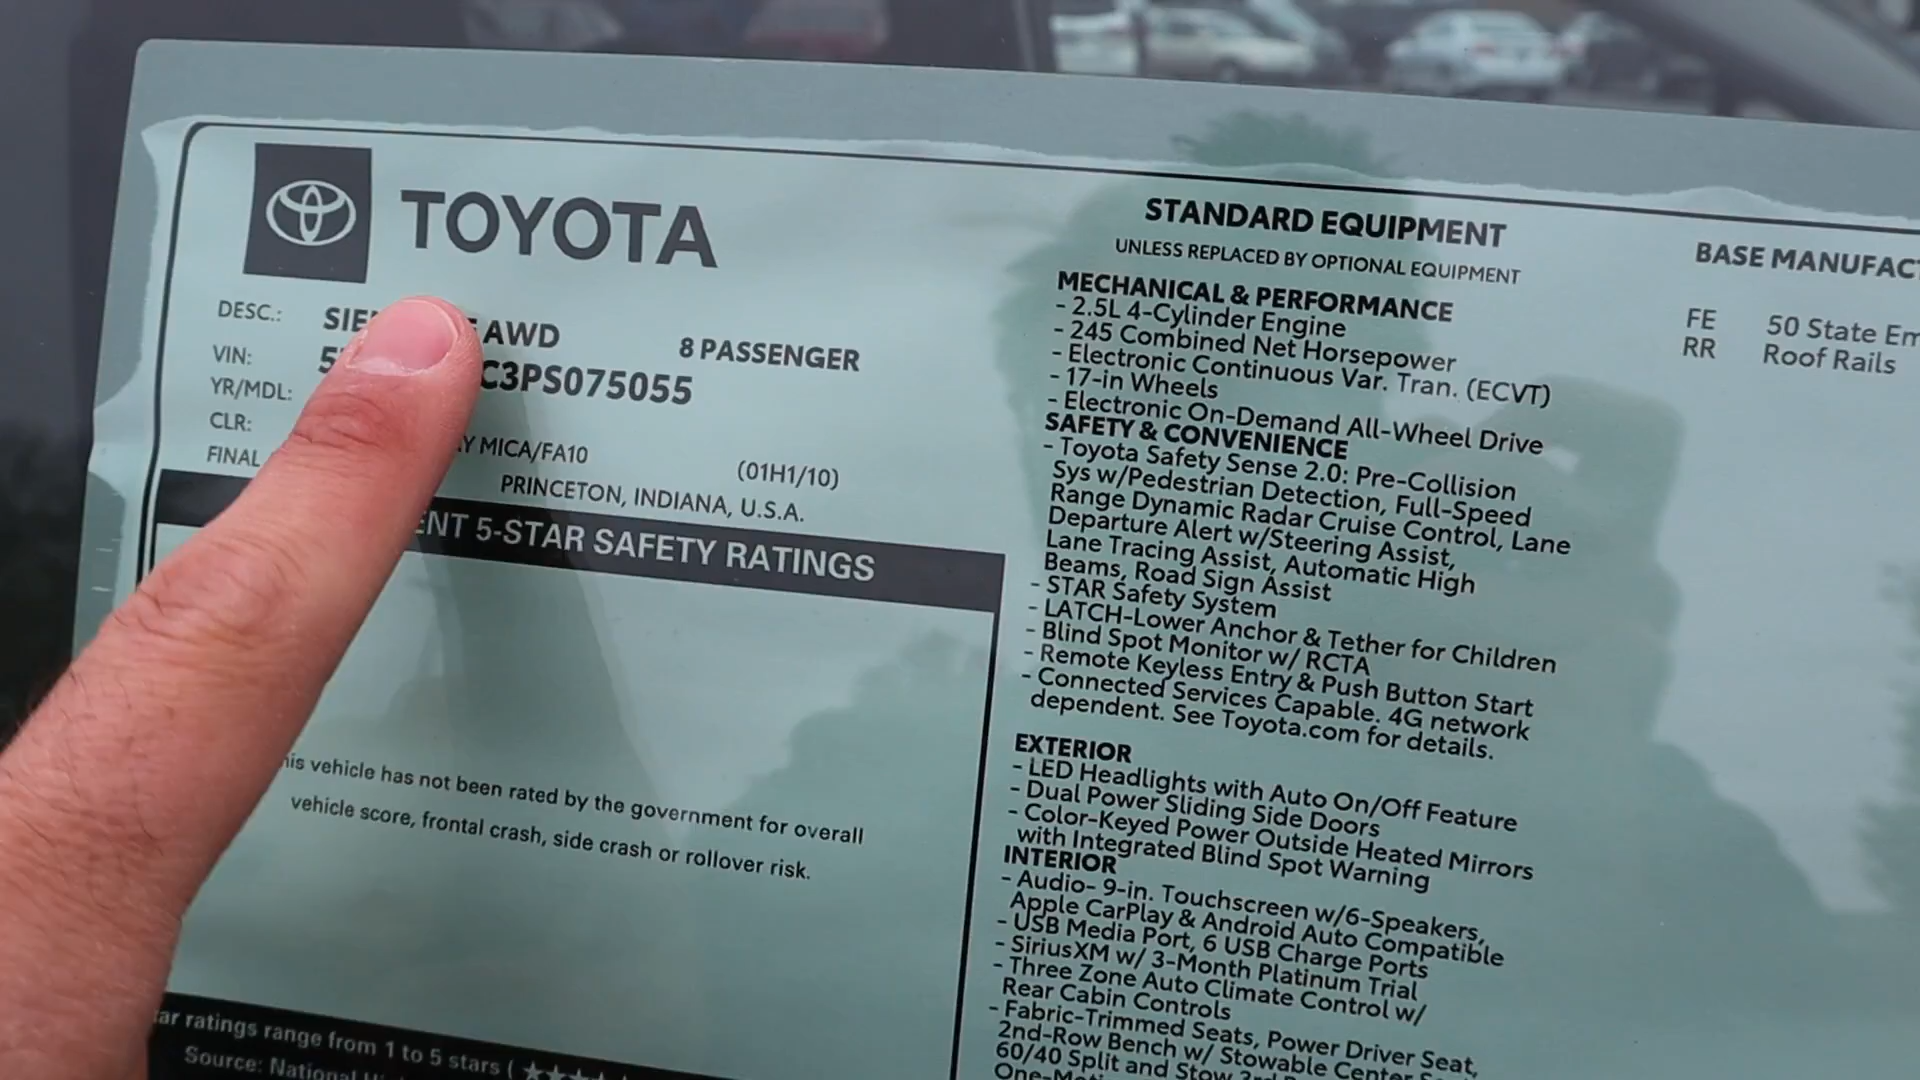 TOYOTA
DESC.: AWD 8 PASSENGER
VIN: C3PS075055
YR/MDL:
CLR: MICA/FA10 (01H1/10)
FINAL PRINCETON, INDIANA, U.S.A.
5-STAR SAFETY RATINGS
vehicle has not been rated by the government for overall
vehicle score, frontal crash, side crash or rollover risk.
ratings range from 1 to 5 stars (★★★
Source: National
STANDARD EQUIPMENT
UNLESS REPLACED BY OPTIONAL EQUIPMENT
MECHANICAL & PERFORMANCE
- 2.5L 4-Cylinder Engine
- 245 Combined Net Horsepower
- Electronic Continuous Var. Tran. (ECVT)
- 17-in Wheels
- Electronic On-Demand All-Wheel Drive
SAFETY & CONVENIENCE
- Toyota Safety Sense 2.0: Pre-Collision
Sys w/Pedestrian Detection, Full-Speed
Range Dynamic Radar Cruise Control, Lane
Departure Alert w/Steering Assist,
Lane Tracing Assist, Automatic High
Beams, Road Sign Assist
- STAR Safety System
- LATCH-Lower Anchor & Tether for Children
- Blind Spot Monitor w/ RCTA
- Remote Keyless Entry & Push Button Start
- Connected Services Capable. 4G network
dependent. See Toyota.com for details.
EXTERIOR
- LED Headlights with Auto On/Off Feature
- Dual Power Sliding Side Doors
- Color-Keyed Power Outside Heated Mirrors
with Integrated Blind Spot Warning
INTERIOR
- Audio- 9-in. Touchscreen w/6-Speakers,
Apple CarPlay & Android Auto Compatible
- USB Media Port, 6 USB Charge Ports
- SiriusXM w/ 3-Month Platinum Trial
- Three Zone Auto Climate Control w/
Rear Cabin Controls
- Fabric-Trimmed Seats, Power Driver Seat,
2nd-Row Bench w/ Stowable Center
60/40 Split and Stow
BASE
FE 50 State
RR Roof Rails